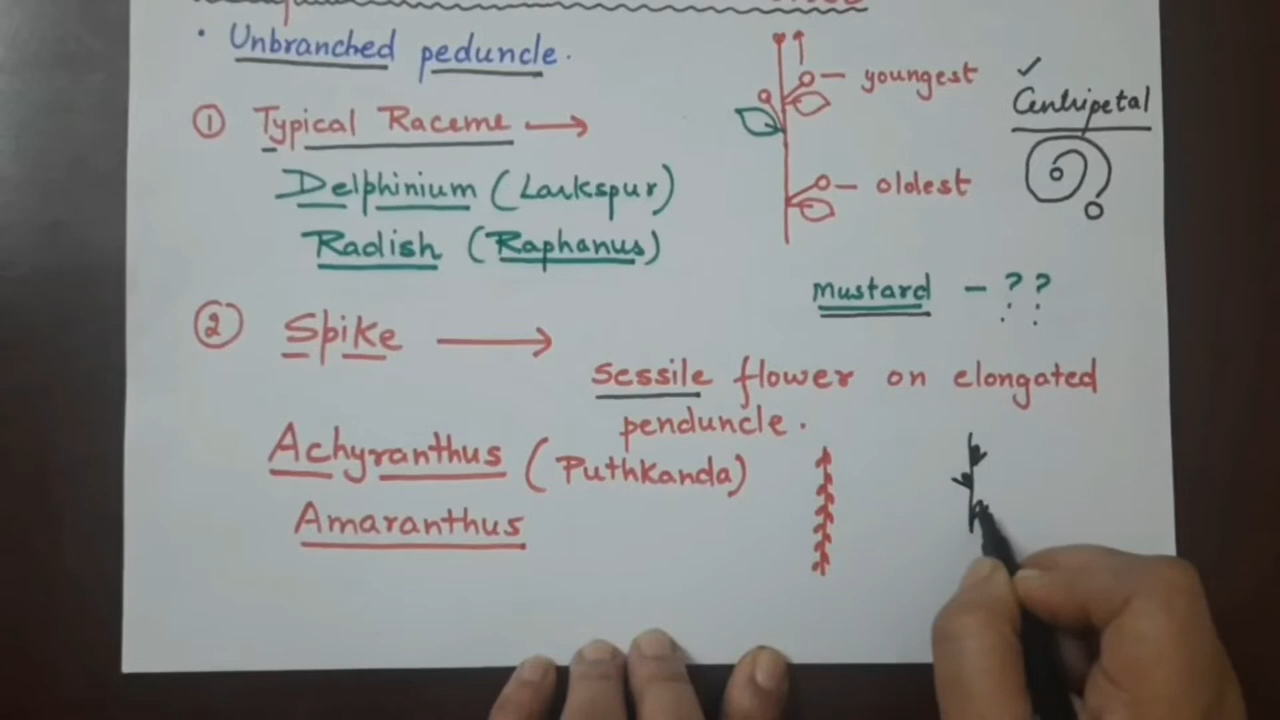 • Unbranched peduncle.
① Typical Raceme →
Delphinium (Larkspur)
Radish (Raphanus)
youngest
oldest
✓
Centripetal
mustard - ??
② Spike →
sessile flower on elongated
penduncle.
Achyranthus (Puthkanda)
Amaranthus